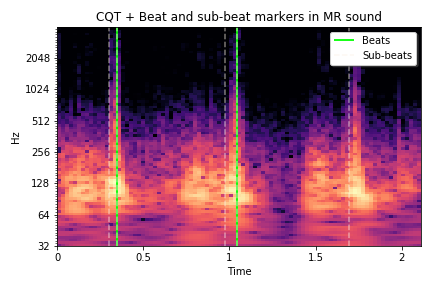 CQT + Beat and sub-beat markers in MR sound
Beats
Sub-beats
Hz
2048
1024
512
256
128
64
32
0
0.5
1
1.5
2
Time